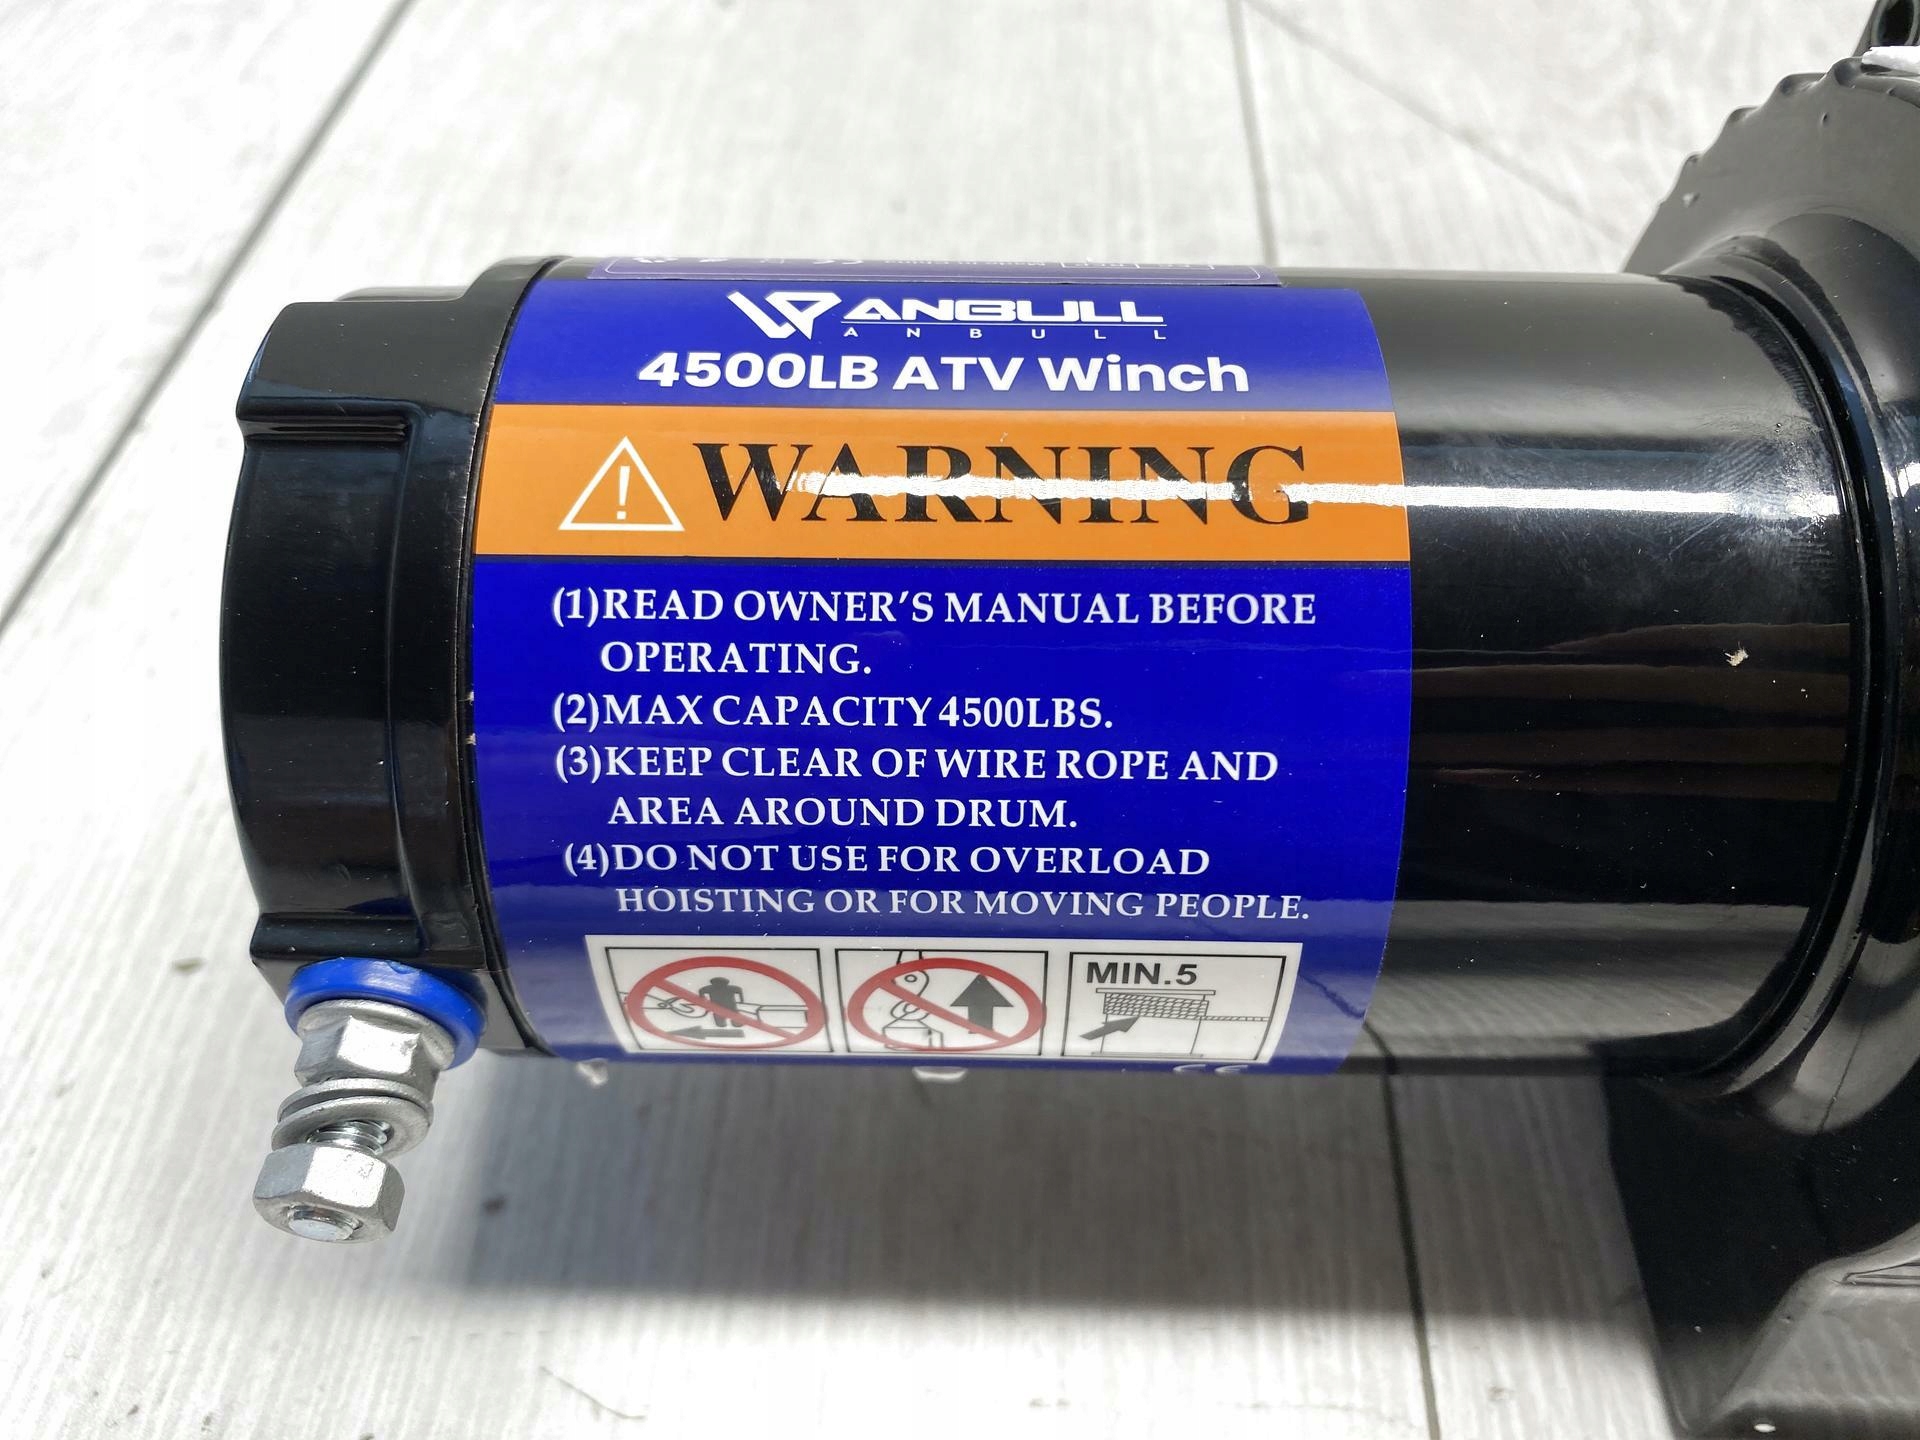 ANBULL
ANBULL
4500LB ATV Winch
WARNING
(1)READ OWNER'S MANUAL BEFORE
OPERATING.
(2)MAX CAPACITY 4500LBS.
(3)KEEP CLEAR OF WIRE ROPE AND
AREA AROUND DRUM.
(4)DO NOT USE FOR OVERLOAD
HOISTING OR FOR MOVING PEOPLE.
MIN.5